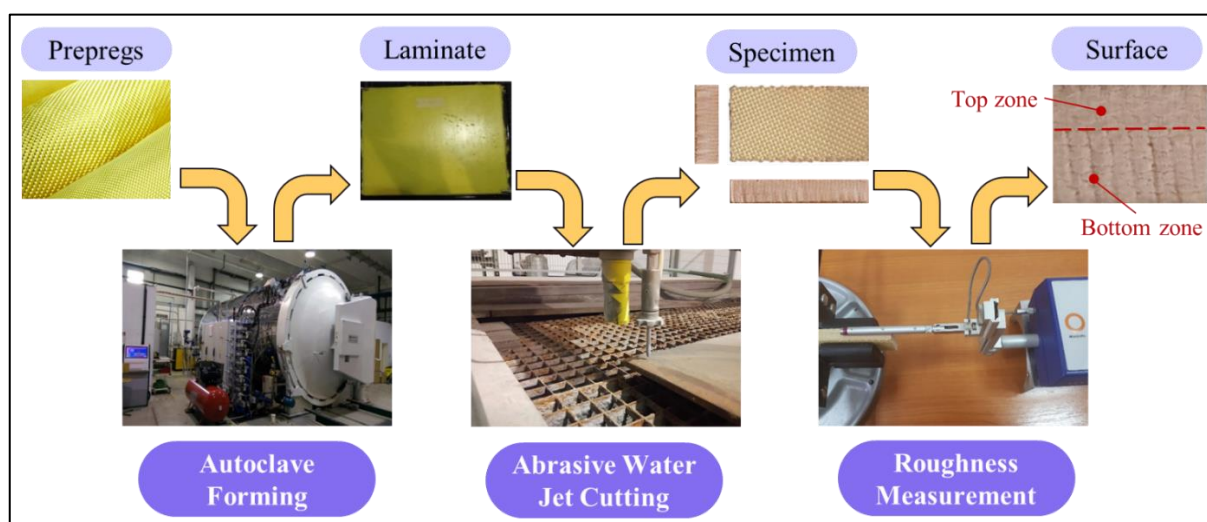 Prepregs
Laminate
Specimen
Surface
Top zone
Bottom zone
Autoclave
Forming
Abrasive Water
Jet Cutting
Roughness
Measurement